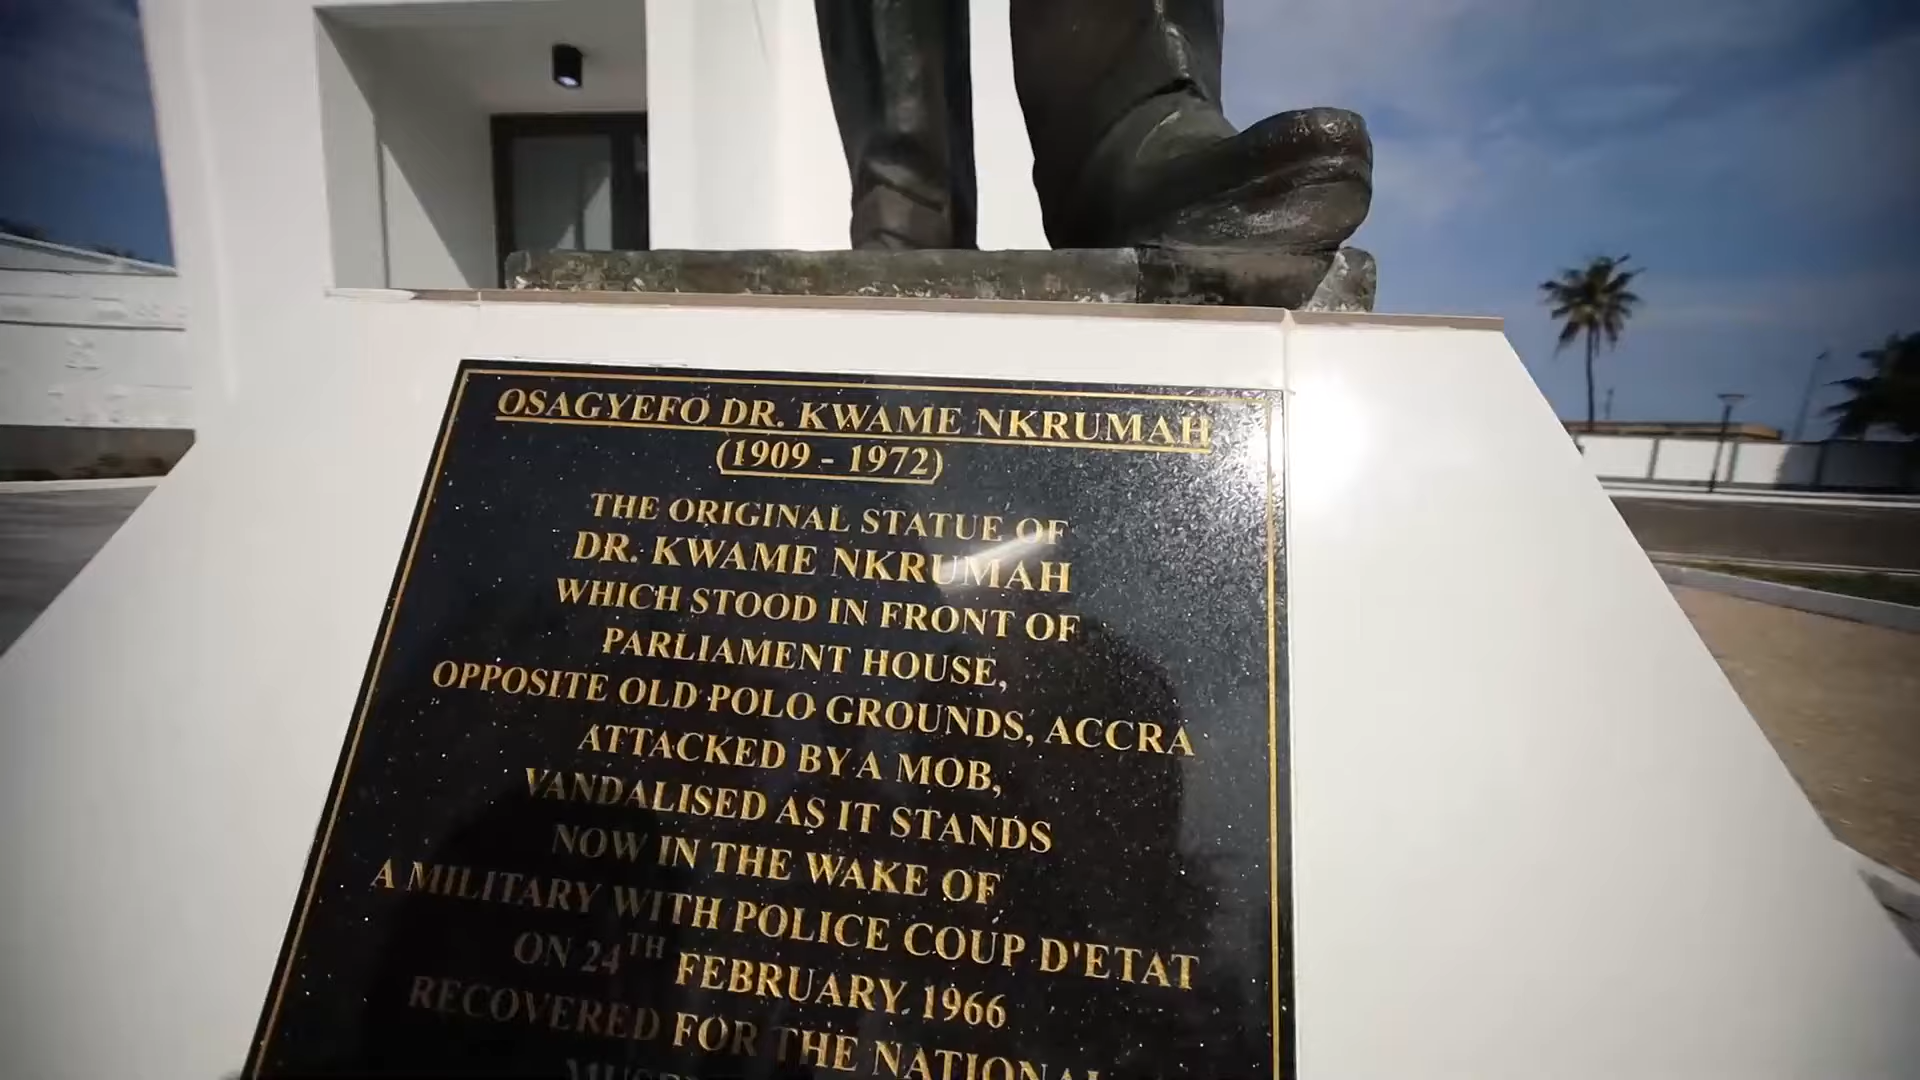 OSAGYEFO DR. KWAME NKRUMAH
(1909 - 1972)
THE ORIGINAL STATUE OF
DR. KWAME NKRUMAH
WHICH STOOD IN FRONT OF
PARLIAMENT HOUSE,
OPPOSITE OLD POLO GROUNDS, ACCRA
ATTACKED BY A MOB,
VANDALISED AS IT STANDS
NOW IN THE WAKE OF
A MILITARY WITH POLICE COUP D'ETAT
ON 24TH FEBRUARY, 1966
RECOVERED FOR THE NATIONAL